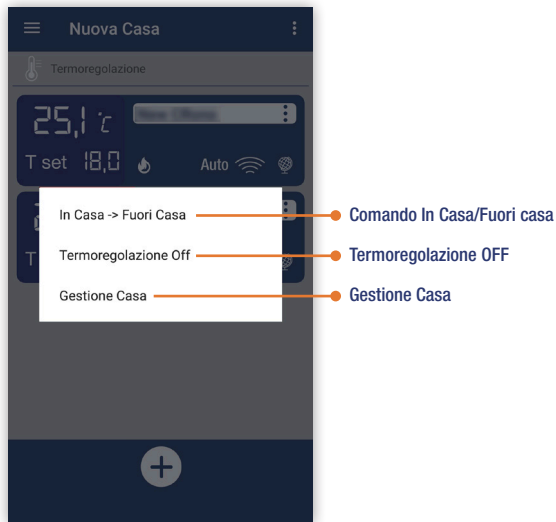 Nuova Casa
Termoregolazione
25,1 °C
T set 18,0 Auto
In Casa -> Fuori Casa
Comando In Casa/Fuori casa
T
Termoregolazione Off
Termoregolazione OFF
Gestione Casa
Gestione Casa